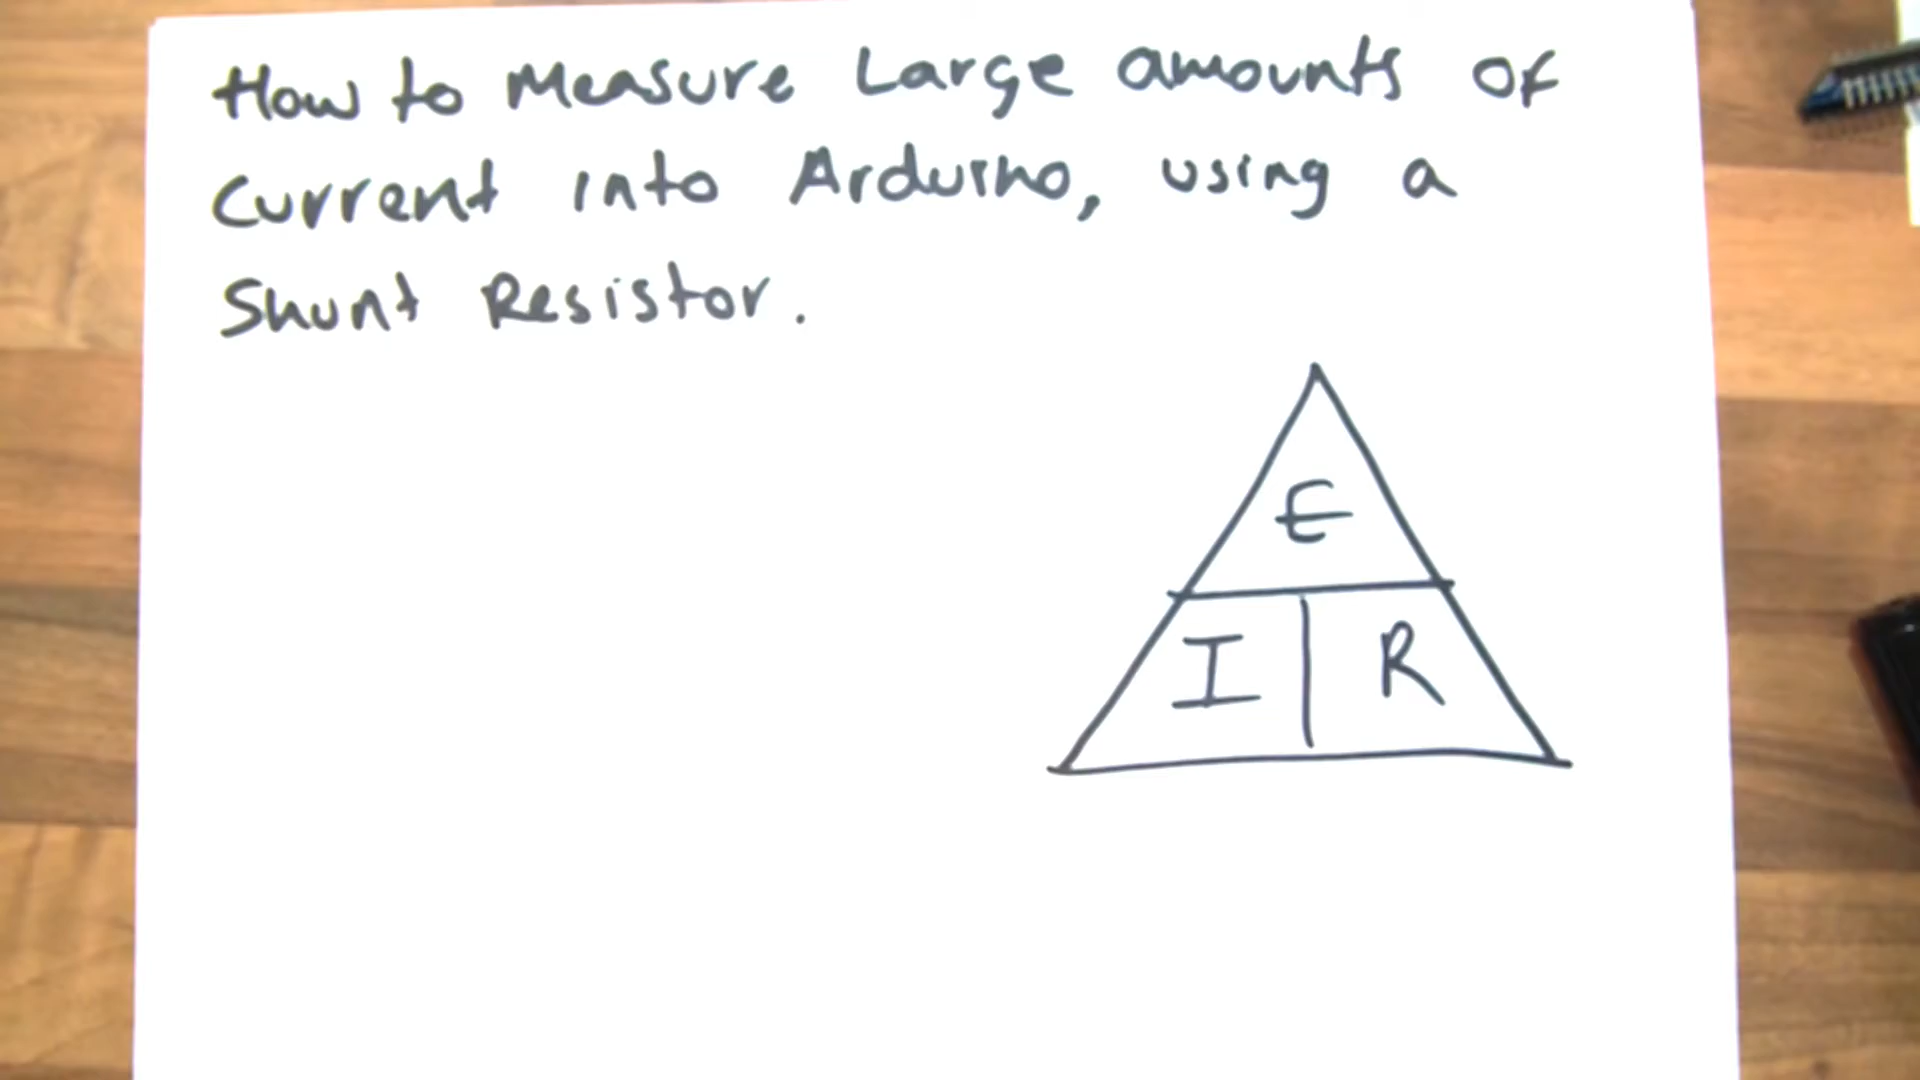 How to Measure Large amounts of
Current into Arduino, using a
Shunt Resistor.
E
I R